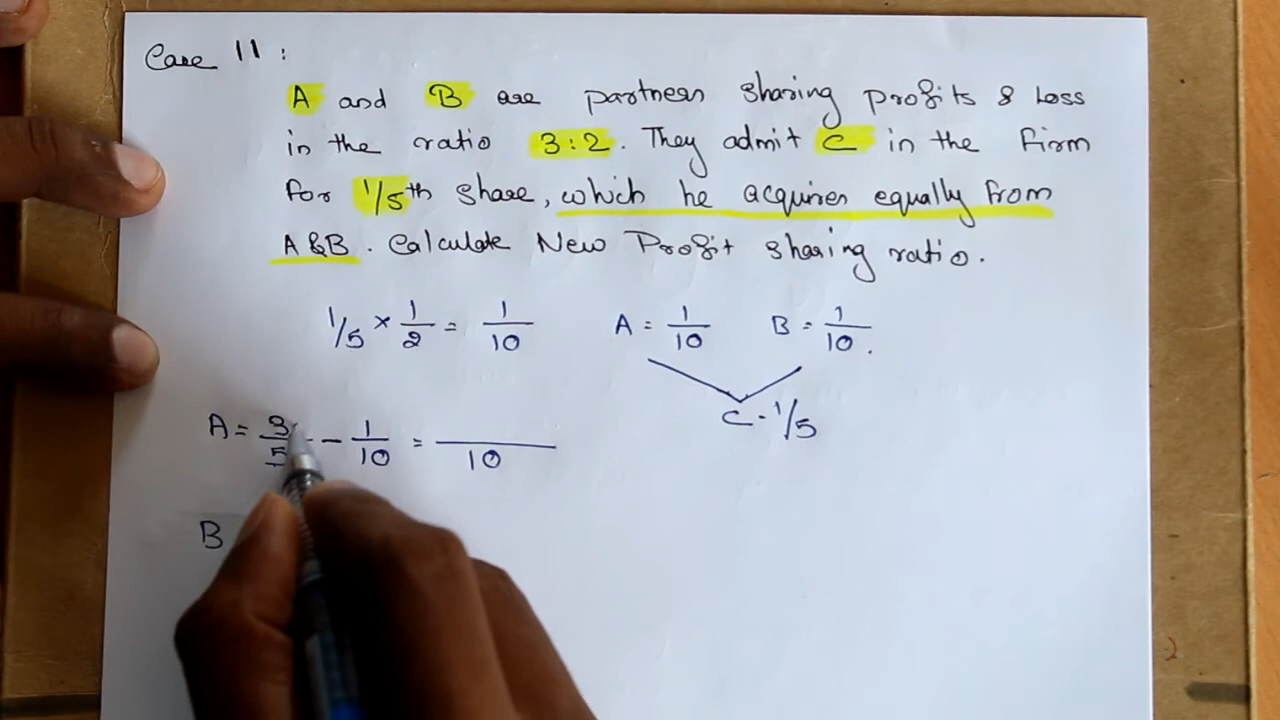 Case 11:
A and B are partners sharing profits & Loss
in the ratio 3:2. They admit C in the Firm
for 1/5th share, which he acquires equally from
A & B. Calculate New Profit sharing ratio.
1/5 × 1/2 = 1/10 A = 1/10 B = 1/10.
C - 1/5
A = 3/5 - 1/10 = /10
B
2